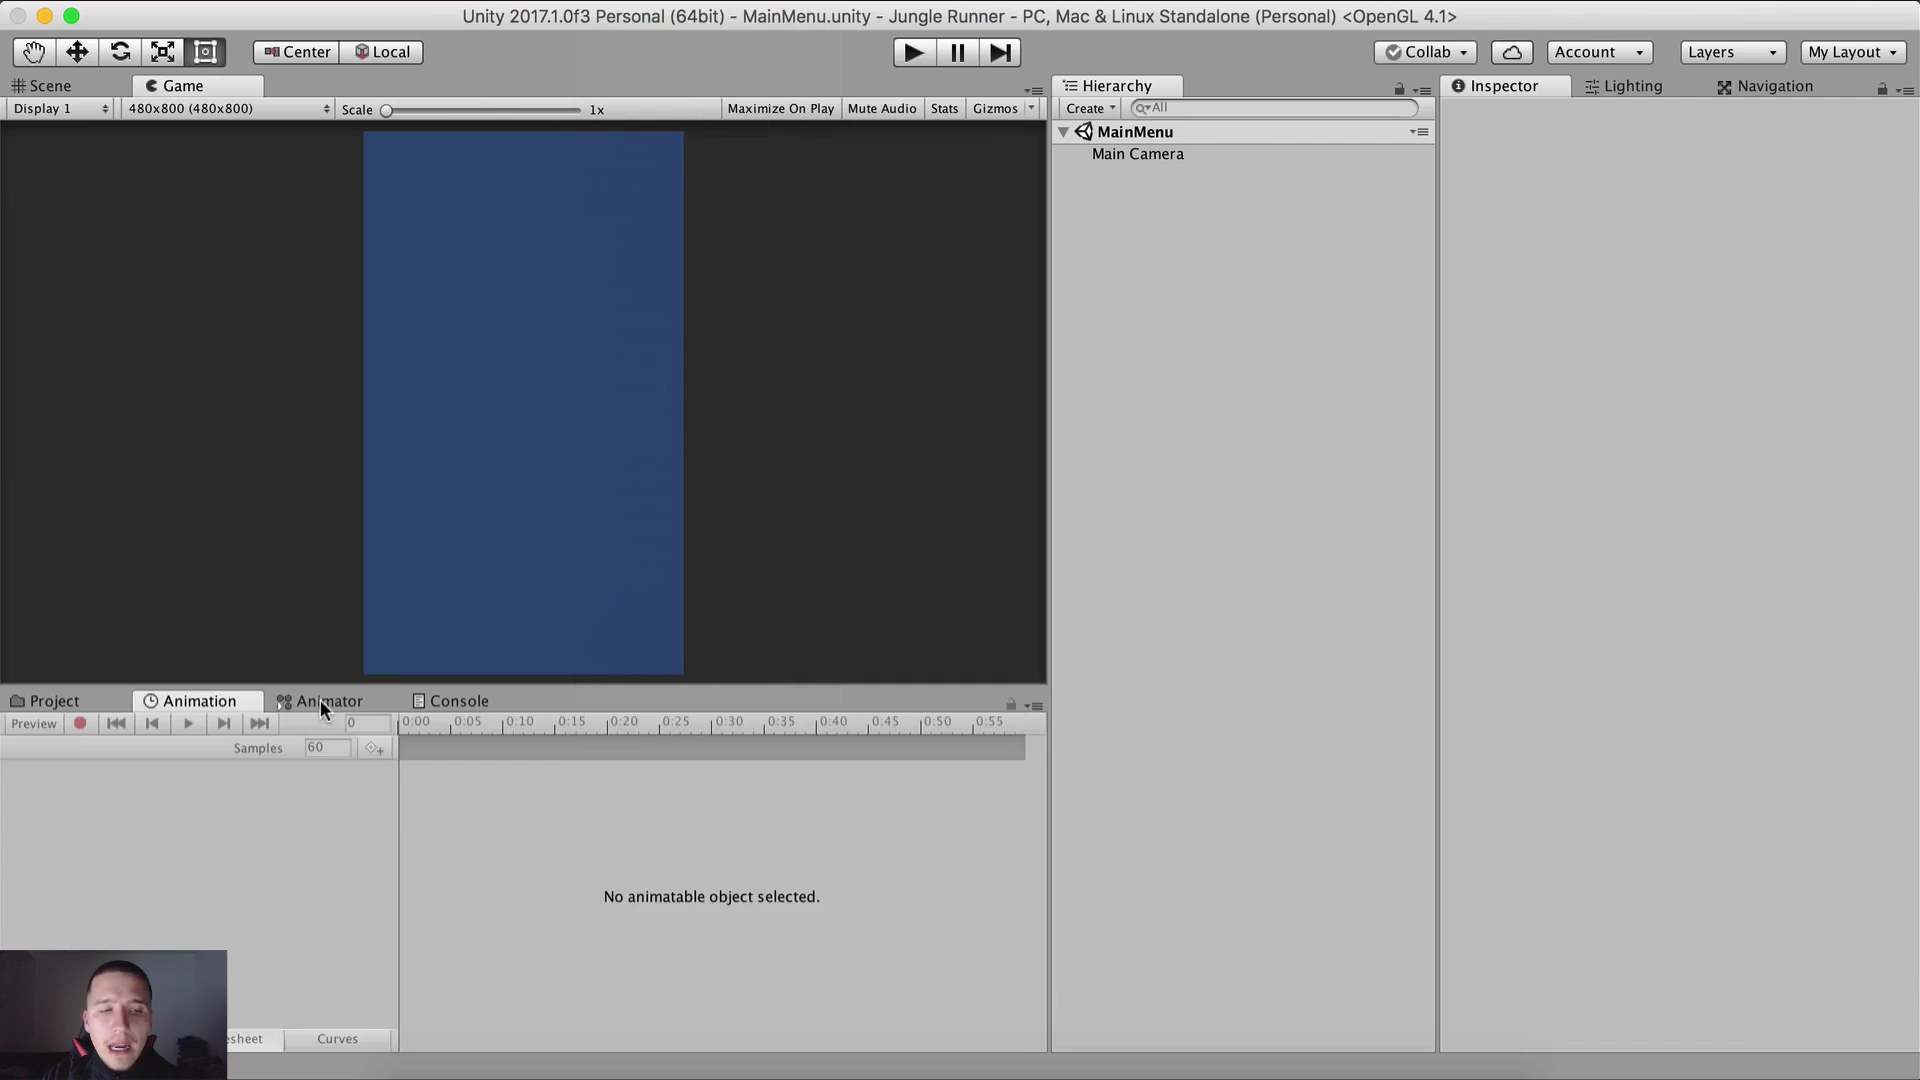 Unity 2017.1.0f3 Personal (64bit) - MainMenu.unity - Jungle Runner - PC, Mac & Linux Standalone (Personal) <OpenGL 4.1>
Center Local Collab Account Layers My Layout
Scene Game Hierarchy Inspector Lighting Navigation
Display 1 480x800 (480x800) Scale 1x Maximize On Play Mute Audio Stats Gizmos Create All
MainMenu
Main Camera
Project Animation Animator Console
Preview 0 0:00 0:05 0:10 0:15 0:20 0:25 0:30 0:35 0:40 0:45 0:50 0:55
Samples 60
No animatable object selected.
esheet Curves